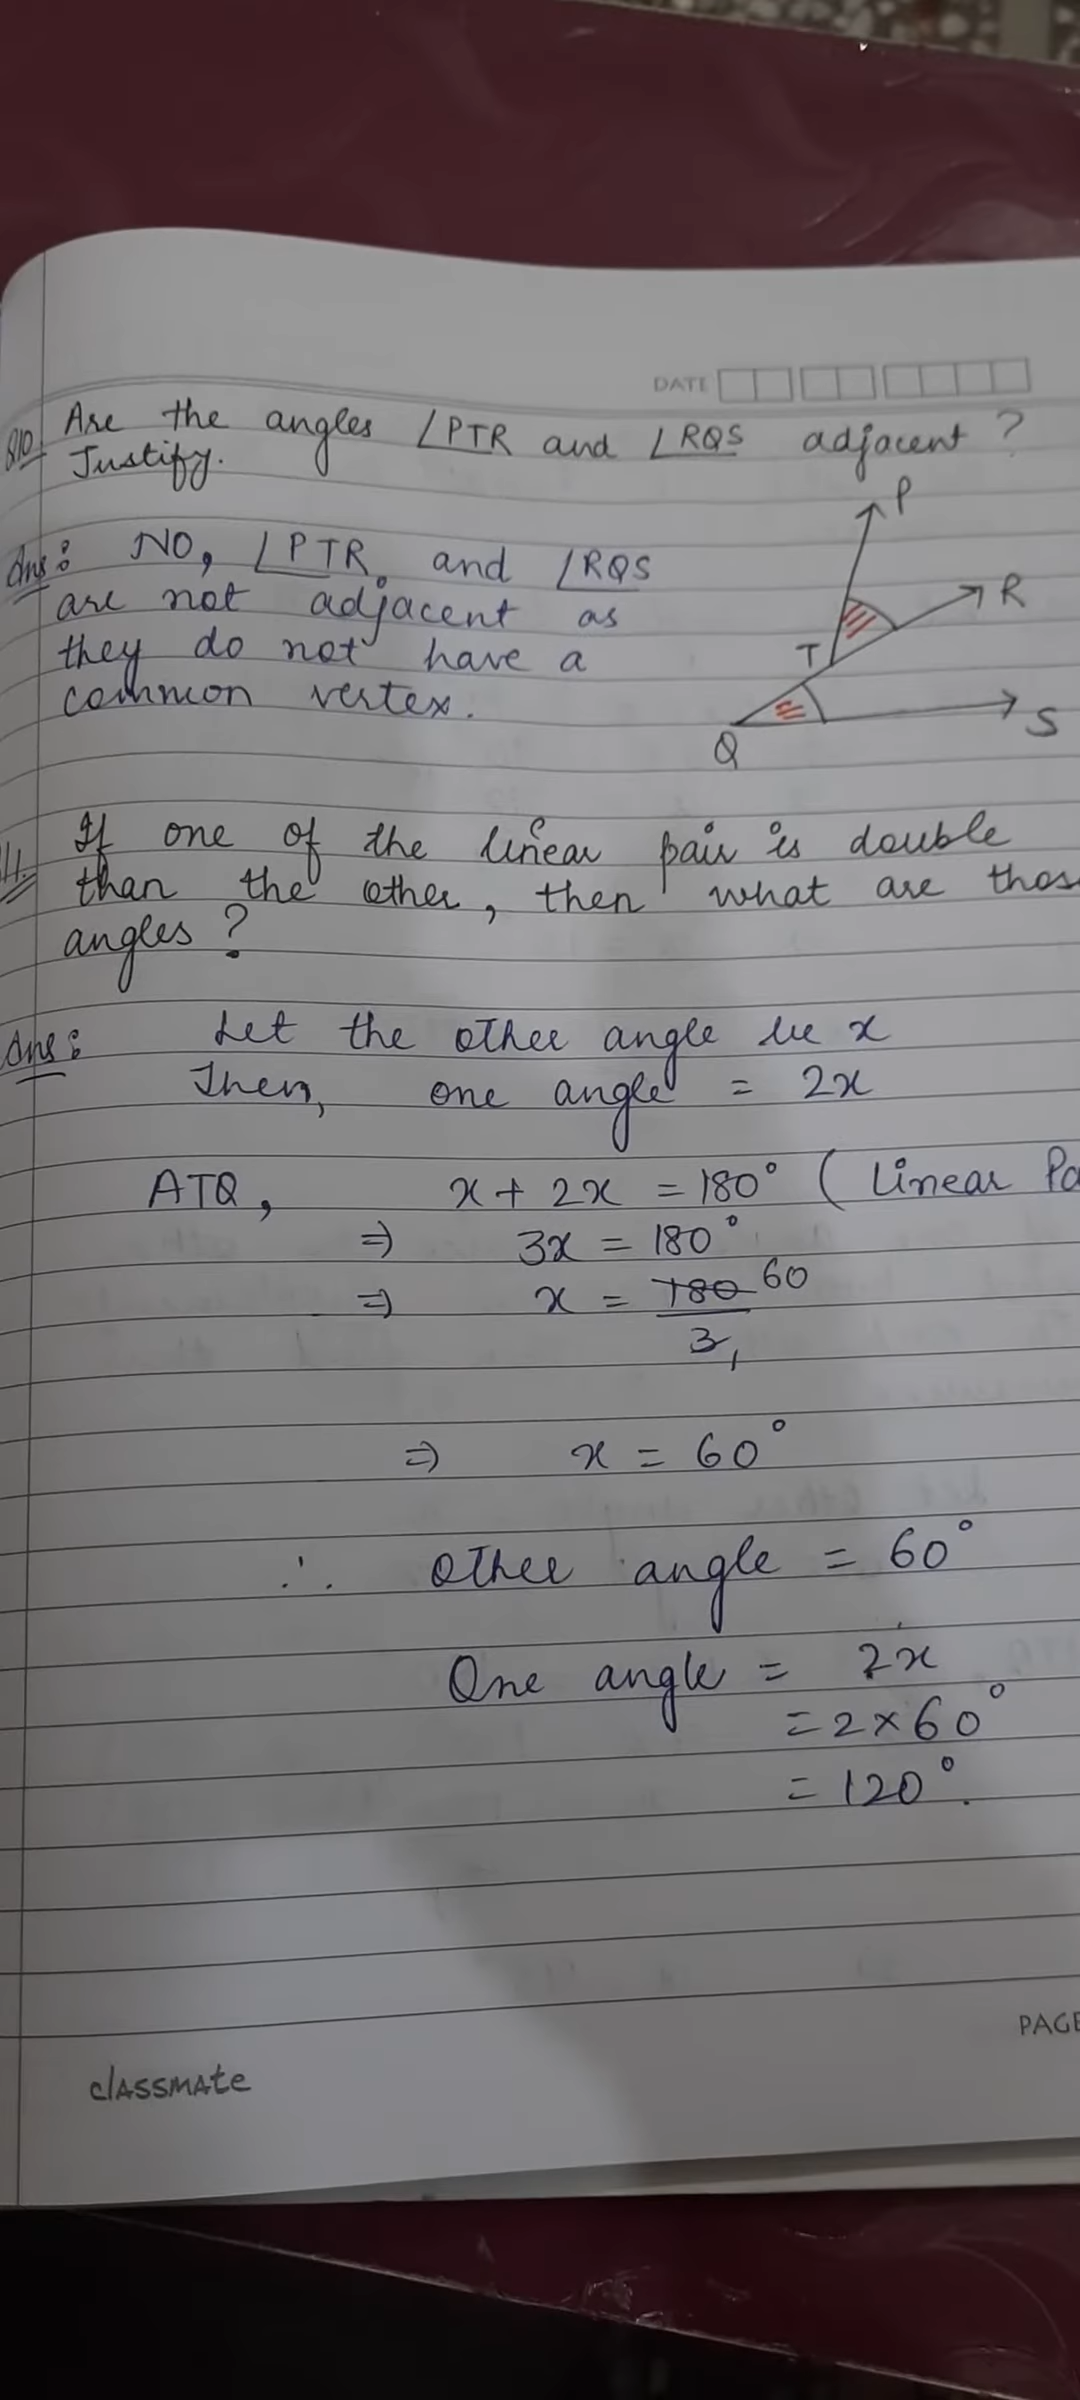 DATE
Q10 Are the angles ∠PTR and ∠RQS adjacent ?
Justify.
P
R
T
Q
S
Ans: NO, ∠PTR and ∠RQS
are not adjacent as
they do not have a
common vertex.
11. If one of the linear pair is double
than the other, then what are thos
angles ?
Ans: Let the other angle be x
Then, one angle = 2x
ATQ, x + 2x = 180° ( Linear Pa
⇒ 3x = 180°
⇒ x = 180 60
3 1
⇒ x = 60°
∴ Other angle = 60°
One angle = 2x
= 2×60°
= 120°.
PAGE
classmate